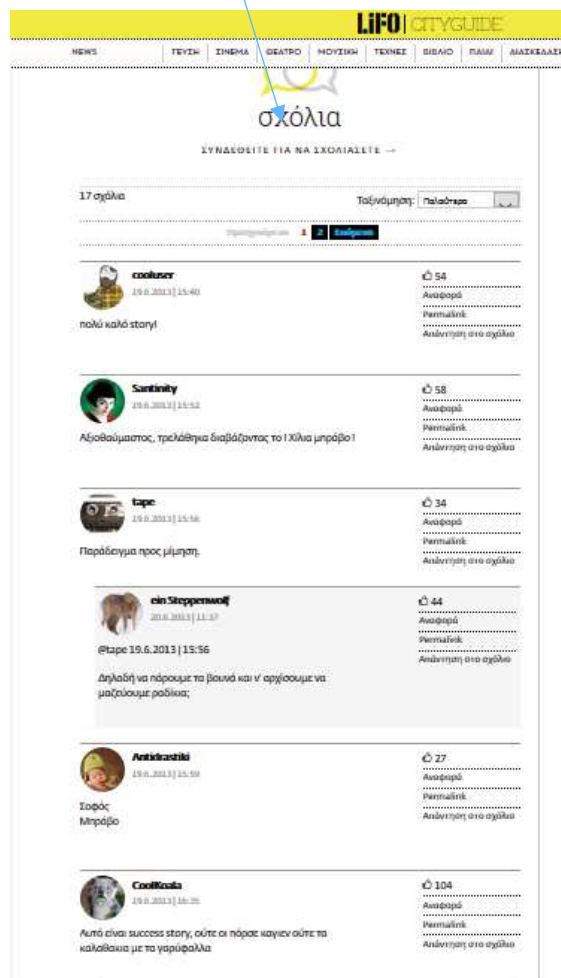 LiFO | CITYGUIDE
NEWS ΓΕΥΣΗ ΣΙΝΕΜΑ ΘΕΑΤΡΟ ΜΟΥΣΙΚΗ ΤΕΧΝΕΣ ΒΙΒΛΙΟ ΠΑΙΔΙ
σχόλια
ΣΥΝΔΕΘΕΙΤΕ ΓΙΑ ΝΑ ΣΧΟΛΙΑΣΕΤΕ →
17 σχόλια
Ταξινόμηση: Παλαιότερα
Προηγούμενα 1 2 Επόμενα
cooluser
19.6.2013 | 15:40
πολύ καλό story!
54
Αναφορά
Permalink
Απάντηση στο σχόλιο
Santinity
19.6.2013 | 15:52
Αξιοθαύμαστος, τρελάθηκα διαβάζοντας το ! Χίλια μπράβο !
58
Αναφορά
Permalink
Απάντηση στο σχόλιο
tape
19.6.2013 | 15:56
Παράδειγμα προς μίμηση.
34
Αναφορά
Permalink
Απάντηση στο σχόλιο
ein Steppenwolf
20.6.2013 | 11:37
@tape 19.6.2013 | 15:56
Δηλαδή να πάρουμε τα βουνά και ν' αρχίσουμε να
μαζεύουμε ραδίκια;
44
Αναφορά
Permalink
Απάντηση στο σχόλιο
Antidrastiki
19.6.2013 | 15:59
Σοφός
Μπράβο
27
Αναφορά
Permalink
Απάντηση στο σχόλιο
CoolKoala
19.6.2013 | 16:35
Αυτό είναι success story, ούτε οι πόρσε καγιεν ούτε τα
καλαθακια με τα γαρύφαλλα
104
Αναφορά
Permalink
Απάντηση στο σχόλιο